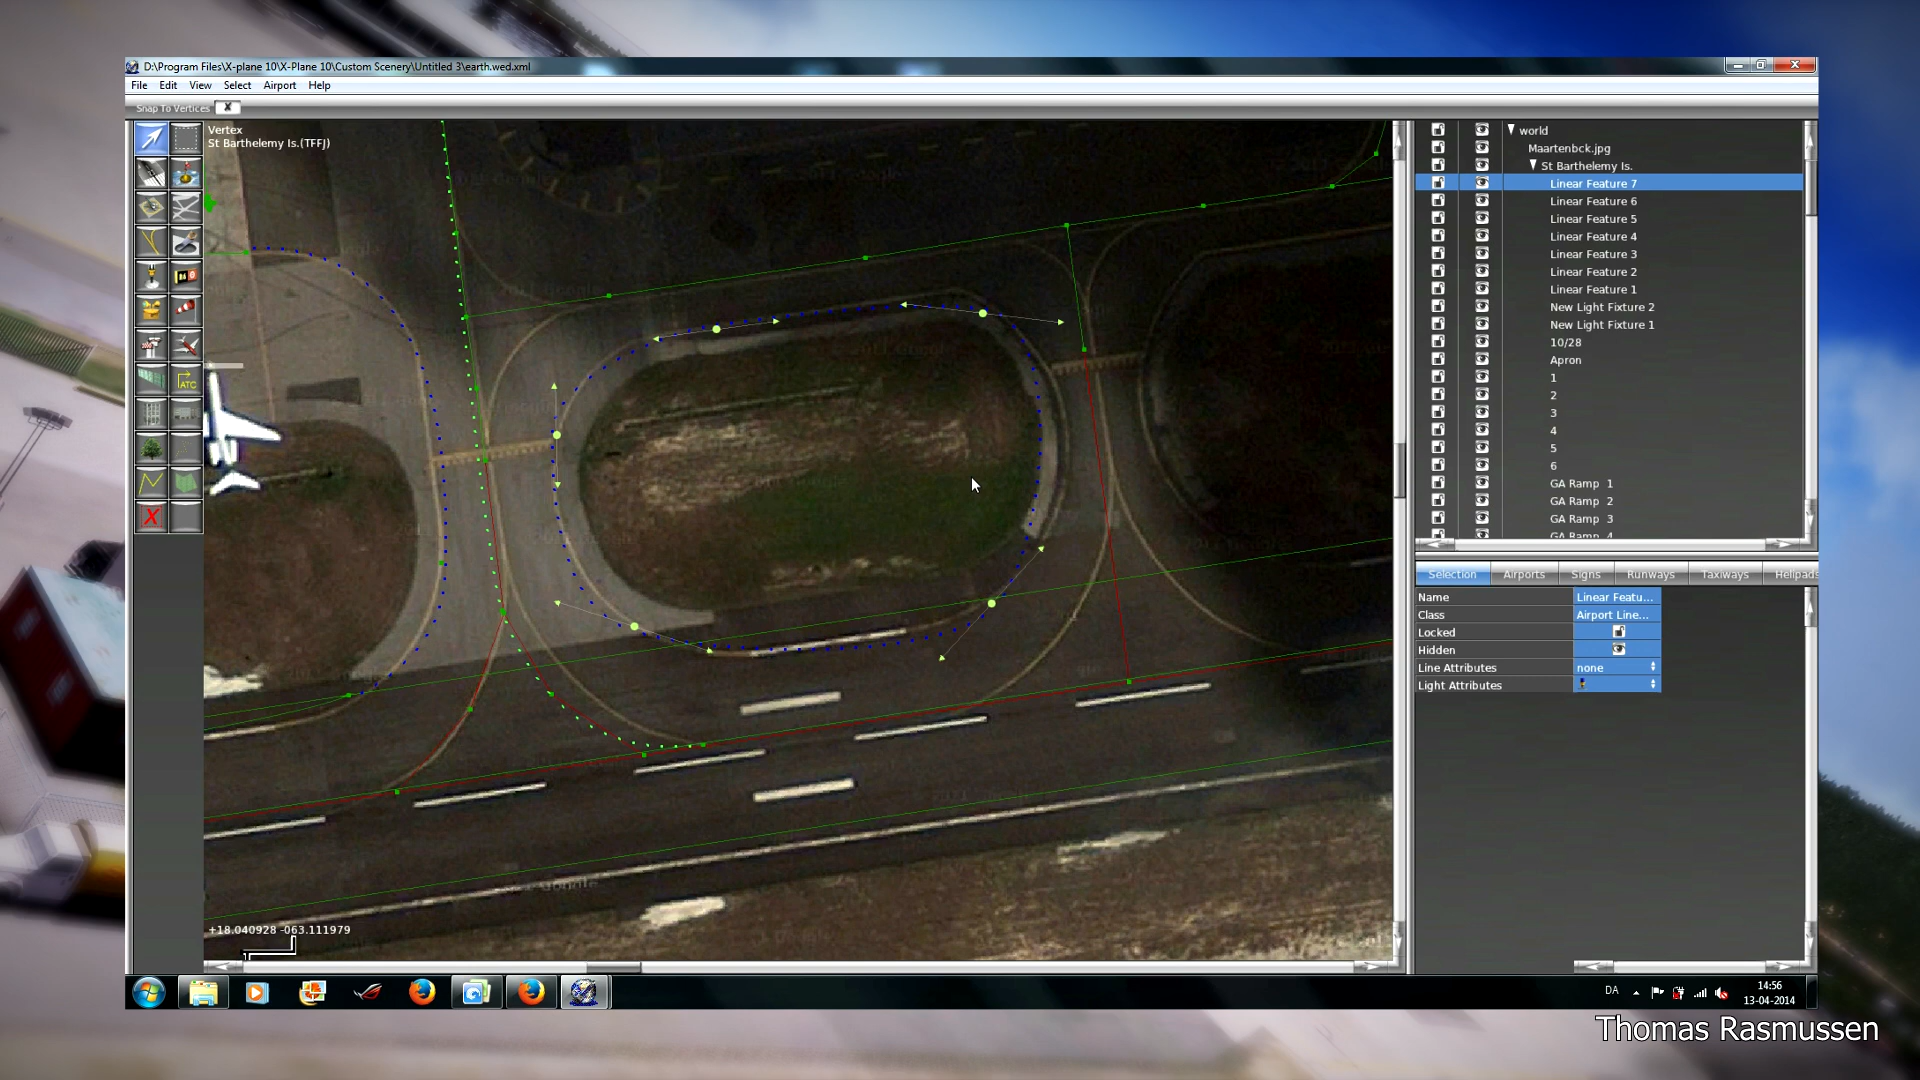 D:\Program Files\X-plane 10\X-Plane 10\Custom Scenery\Untitled 3\earth.wed.xml
File Edit View Select Airport Help
Snap To Vertices X
Vertex
St Barthelemy Is.(TFFJ)
ATC
X
+18.040928 -063.111979
world
Maartenbck.jpg
St Barthelemy Is.
Linear Feature 7
Linear Feature 6
Linear Feature 5
Linear Feature 4
Linear Feature 3
Linear Feature 2
Linear Feature 1
New Light Fixture 2
New Light Fixture 1
10/28
Apron
1
2
3
4
5
6
GA Ramp 1
GA Ramp 2
GA Ramp 3
GA Ramp 4
Selection Airports Signs Runways Taxiways Helipads
Name Linear Featu...
Class Airport Line...
Locked
Hidden
Line Attributes none
Light Attributes
DA
14:56
13-04-2014
Thomas Rasmussen